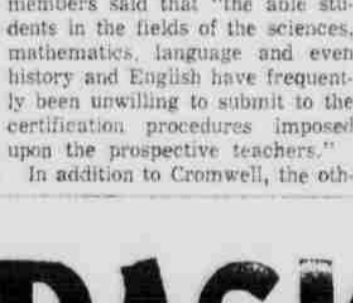 members said that "the able stu-
dents in the fields of the sciences,
mathematics, language and even
history and English have frequent-
ly been unwilling to submit to the
certification procedures imposed
upon the prospective teachers."
In addition to Cromwell, the oth-